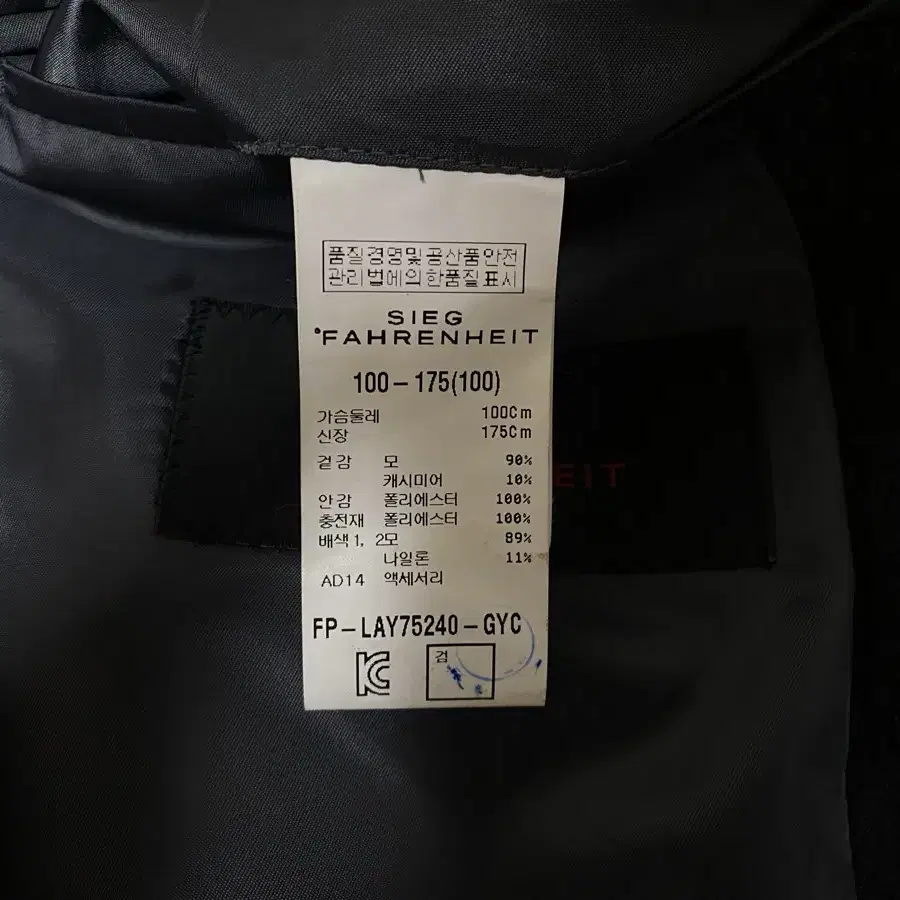 품질경영및공산품안전
관리법에의한품질표시
SIEG
FAHRENHEIT
100-175(100)
가슴둘레 100Cm
신장 175Cm
겉감 모 90%
캐시미어 10%
안감 폴리에스터 100%
충전재 폴리에스터 100%
배색1, 2모 89%
나일론 11%
AD14 액세서리
FP-LAY75240-GYC
검
EIT